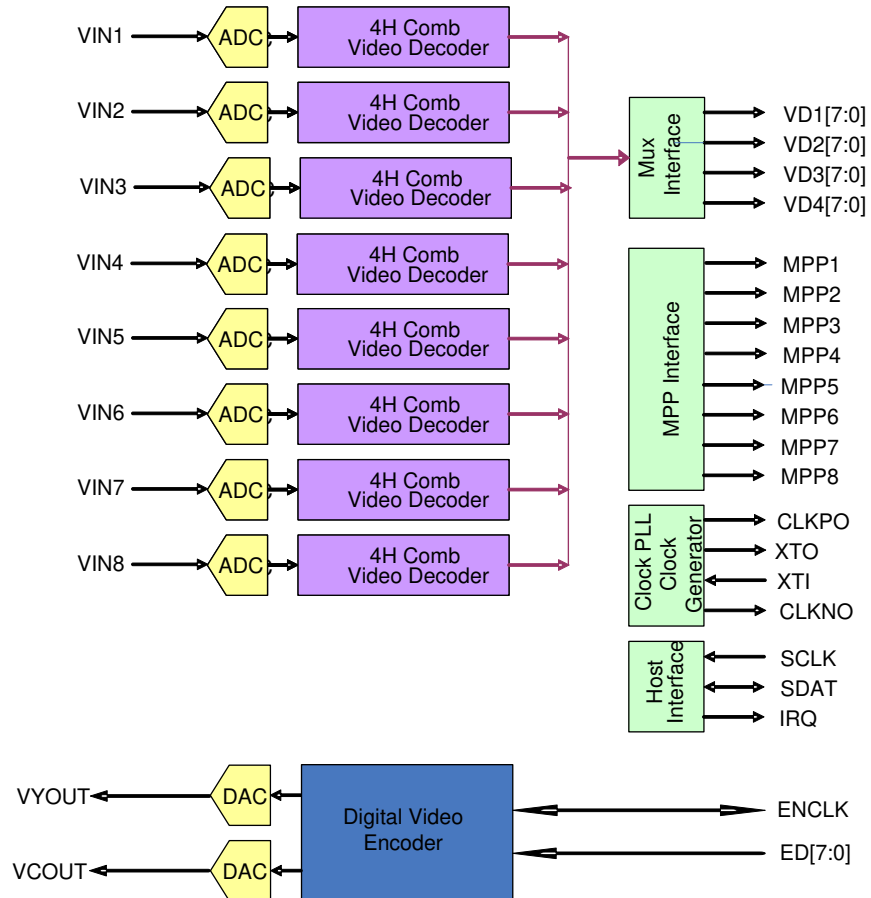 VIN1
ADC
4H Comb
Video Decoder
VIN2
ADC
4H Comb
Video Decoder
VIN3
ADC
4H Comb
Video Decoder
VIN4
ADC
4H Comb
Video Decoder
VIN5
ADC
4H Comb
Video Decoder
VIN6
ADC
4H Comb
Video Decoder
VIN7
ADC
4H Comb
Video Decoder
VIN8
ADC
4H Comb
Video Decoder
Mux
Interface
VD1[7:0]
VD2[7:0]
VD3[7:0]
VD4[7:0]
MPP Interface
MPP1
MPP2
MPP3
MPP4
MPP5
MPP6
MPP7
MPP8
Clock PLL
Clock
Generator
CLKPO
XTO
XTI
CLKNO
Host
Interface
SCLK
SDAT
IRQ
VYOUT
DAC
VCOUT
DAC
Digital Video
Encoder
ENCLK
ED[7:0]